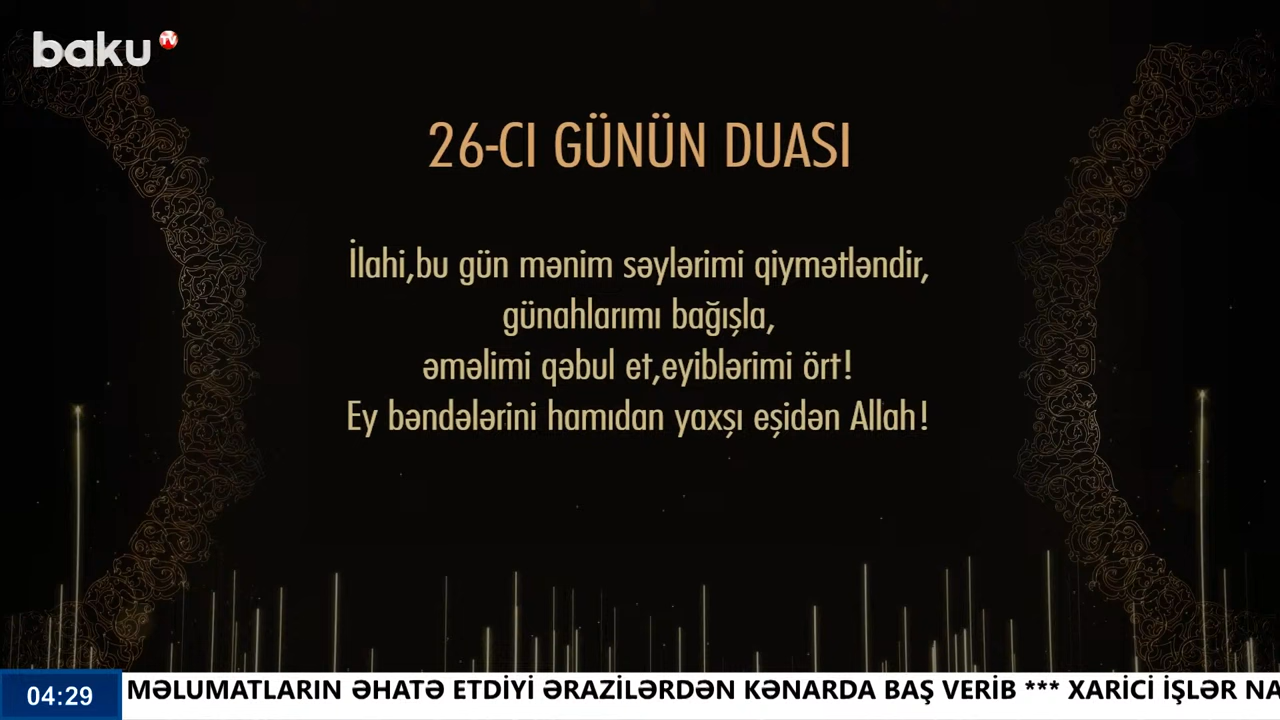 baku TV
26-CI GÜNÜN DUASI
İlahi,bu gün mənim səylərimi qiymətləndir,
günahlarımı bağışla,
əməlimi qəbul et,eyiblərimi ört!
Ey bəndələrini hamıdan yaxşı eşidən Allah!
04:29 MƏLUMATLARIN ƏHATƏ ETDİYİ ƏRAZİLƏRDƏN KƏNARDA BAŞ VERİB *** XARİCİ İŞLƏR NA